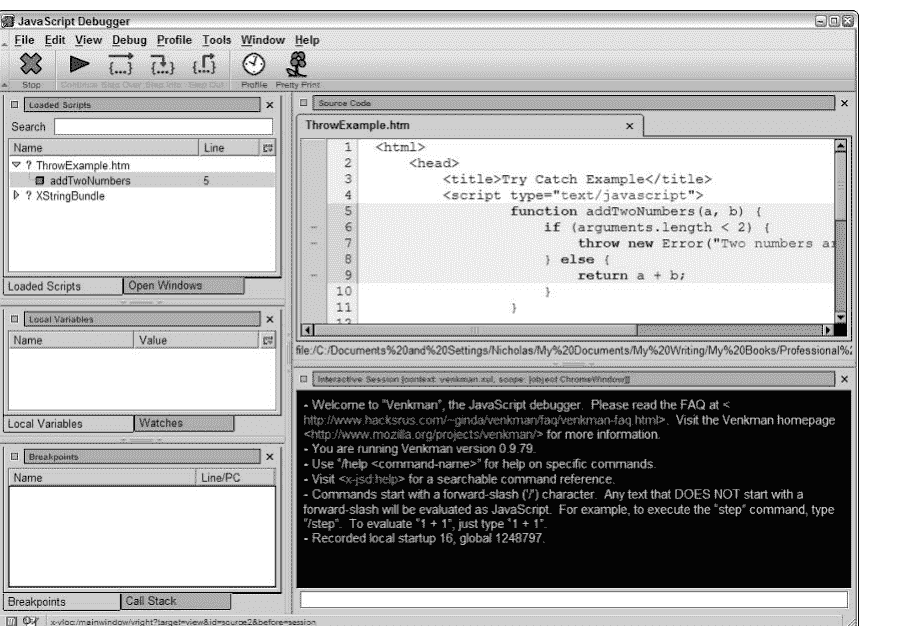 JavaScript Debugger
File Edit View Debug Profile Tools Window Help
Stop Continue Step Over Step Into Step Out Profile Pretty Print
Loaded Scripts
Search
Name Line
? ThrowExample.htm
addTwoNumbers 5
? XStringBundle
Loaded Scripts Open Windows
Local Variables
Name Value
Local Variables Watches
Breakpoints
Name Line/PC
Breakpoints Call Stack
Source Code
ThrowExample.htm
1 <html>
2 <head>
3 <title>Try Catch Example</title>
4 <script type="text/javascript">
5 function addTwoNumbers(a, b) {
6 if (arguments.length < 2) {
7 throw new Error("Two numbers a
8 } else {
9 return a + b;
10 }
11 }
12
file:/C:/Documents%20and%20Settings/Nicholas/My%20Documents/My%20Writing/My%20Books/Professional%
Interactive Session [context: venkman.xul, scope: [object ChromeWindow]]
- Welcome to "Venkman", the JavaScript debugger. Please read the FAQ at <
http://www.hacksrus.com/~ginda/venkman/faq/venkman-faq.html>. Visit the Venkman homepage
<http://www.mozilla.org/projects/venkman/> for more information.
- You are running Venkman version 0.9.79.
- Use "/help <command-name>" for help on specific commands.
- Visit <x-jsd:help> for a searchable command reference.
- Commands start with a forward-slash ('/') character. Any text that DOES NOT start with a
forward-slash will be evaluated as JavaScript. For example, to execute the "step" command, type
"/step". To evaluate "1 + 1", just type "1 + 1".
- Recorded local startup 16, global 1248797.
x-vloc:/mainwindow/vright?target=view&id=source2&before=session